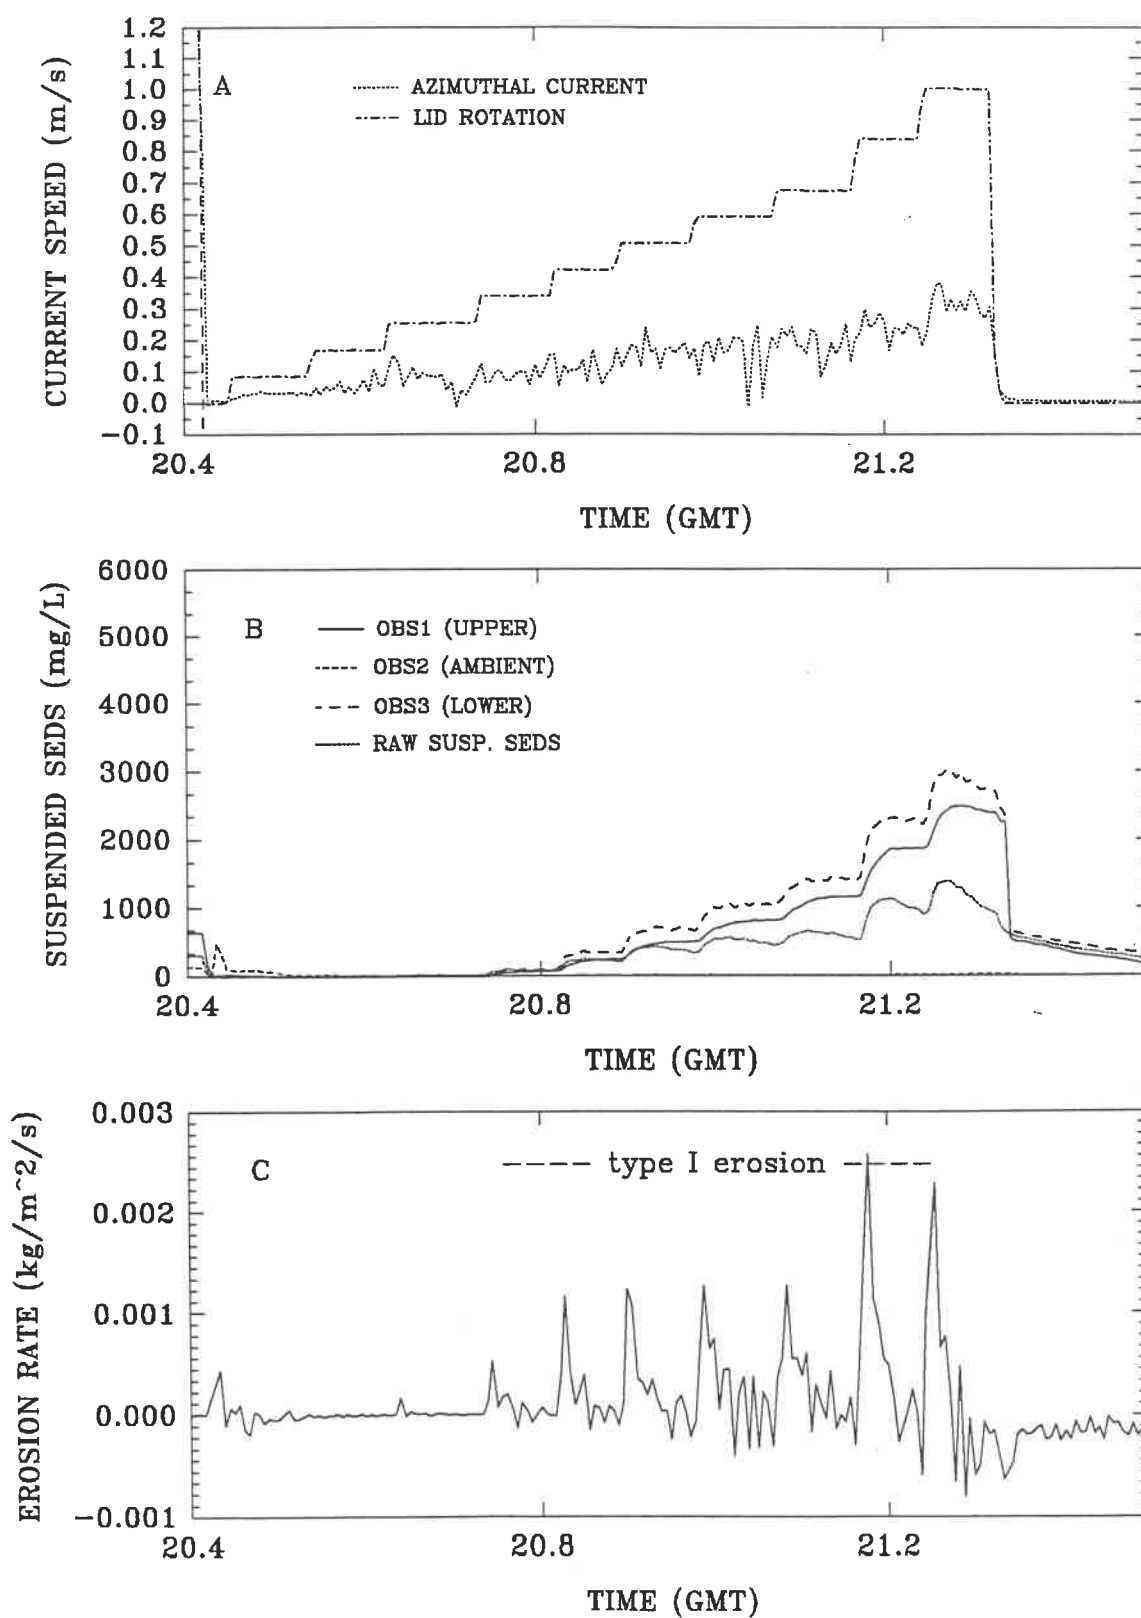 1.2
1.1
1.0
0.9
0.8
0.7
0.6
0.5
0.4
0.3
0.2
0.1
0.0
−0.1
CURRENT SPEED (m/s)
A
AZIMUTHAL CURRENT
LID ROTATION
20.4
20.8
21.2
TIME (GMT)
6000
5000
4000
3000
2000
1000
0
SUSPENDED SEDS (mg/L)
B
OBS1 (UPPER)
OBS2 (AMBIENT)
OBS3 (LOWER)
RAW SUSP. SEDS
20.4
20.8
21.2
TIME (GMT)
0.003
0.002
0.001
0.000
−0.001
EROSION RATE (kg/m^2/s)
C
type I erosion
20.4
20.8
21.2
TIME (GMT)